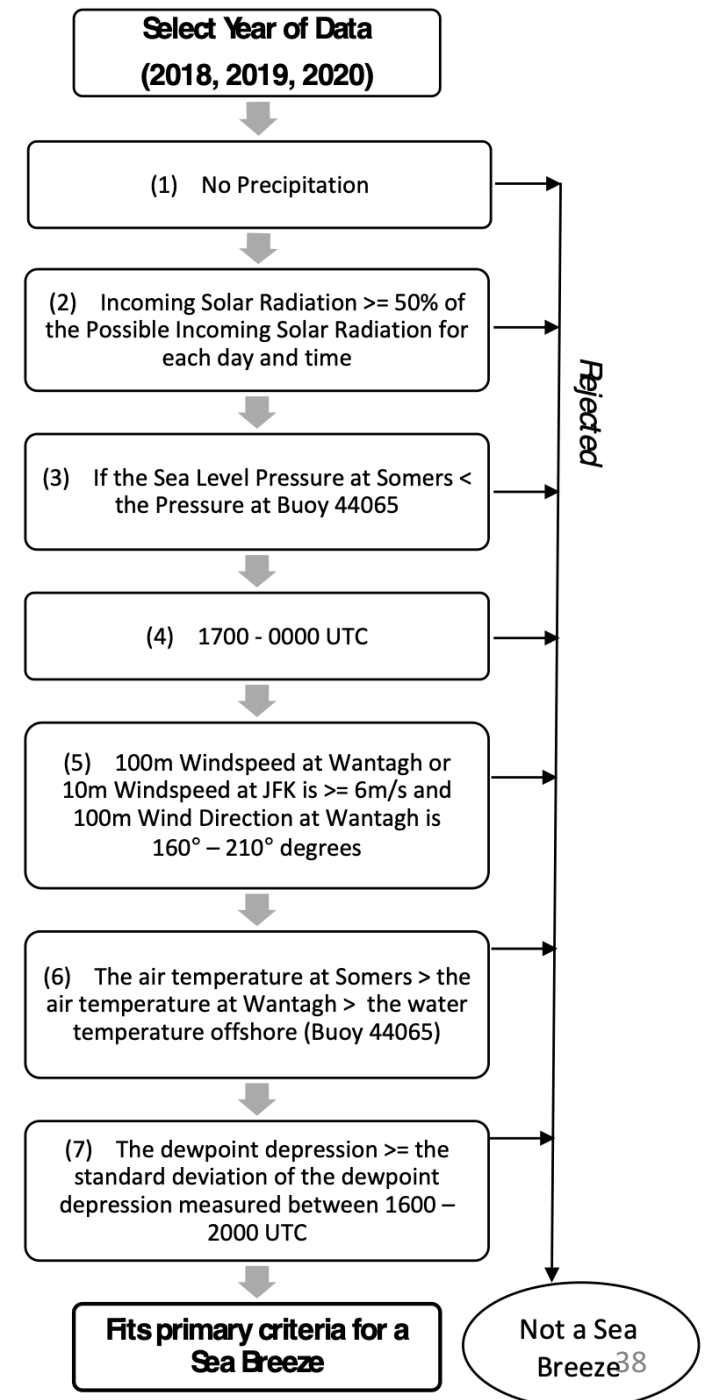 Select Year of Data
(2018, 2019, 2020)
(1) No Precipitation
(2) Incoming Solar Radiation >= 50% of
the Possible Incoming Solar Radiation for
each day and time
Rejected
(3) If the Sea Level Pressure at Somers <
the Pressure at Buoy 44065
(4) 1700 - 0000 UTC
(5) 100m Windspeed at Wantagh or
10m Windspeed at JFK is >= 6m/s and
100m Wind Direction at Wantagh is
160° – 210° degrees
(6) The air temperature at Somers > the
air temperature at Wantagh > the water
temperature offshore (Buoy 44065)
(7) The dewpoint depression >= the
standard deviation of the dewpoint
depression measured between 1600 –
2000 UTC
Fits primary criteria for a
Sea Breeze
Not a Sea
Breeze
38